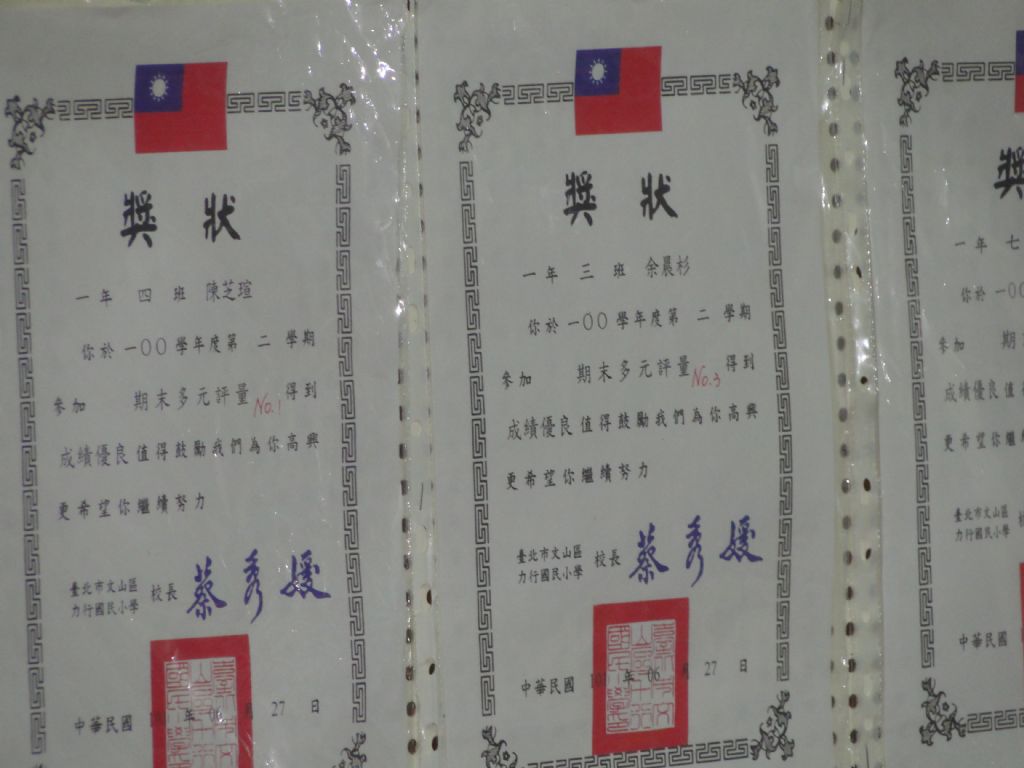 獎狀
一年 四 班 陳芝瑄
你於 一〇〇 學年度第 二 學期
參加 期末多元評量 No.1 得到
成績優良 值得鼓勵我們為你高興
更希望你繼續努力
臺北市文山區
力行國民小學 校長 蔡秀媛
中華民國 年 06 月 27 日
獎狀
一年 三 班 余晨杉
你於 一〇〇 學年度第 二 學期
參加 期末多元評量 No.3 得到
成績優良 值得鼓勵我們為你高興
更希望你繼續努力
臺北市文山區
力行國民小學 校長 蔡秀媛
中華民國 101 年 06 月 27 日
獎
一年 七
你於 一〇〇
參加 期
成績優良 值
更希望你繼
臺北市文山區
力行國民小學
中華民國